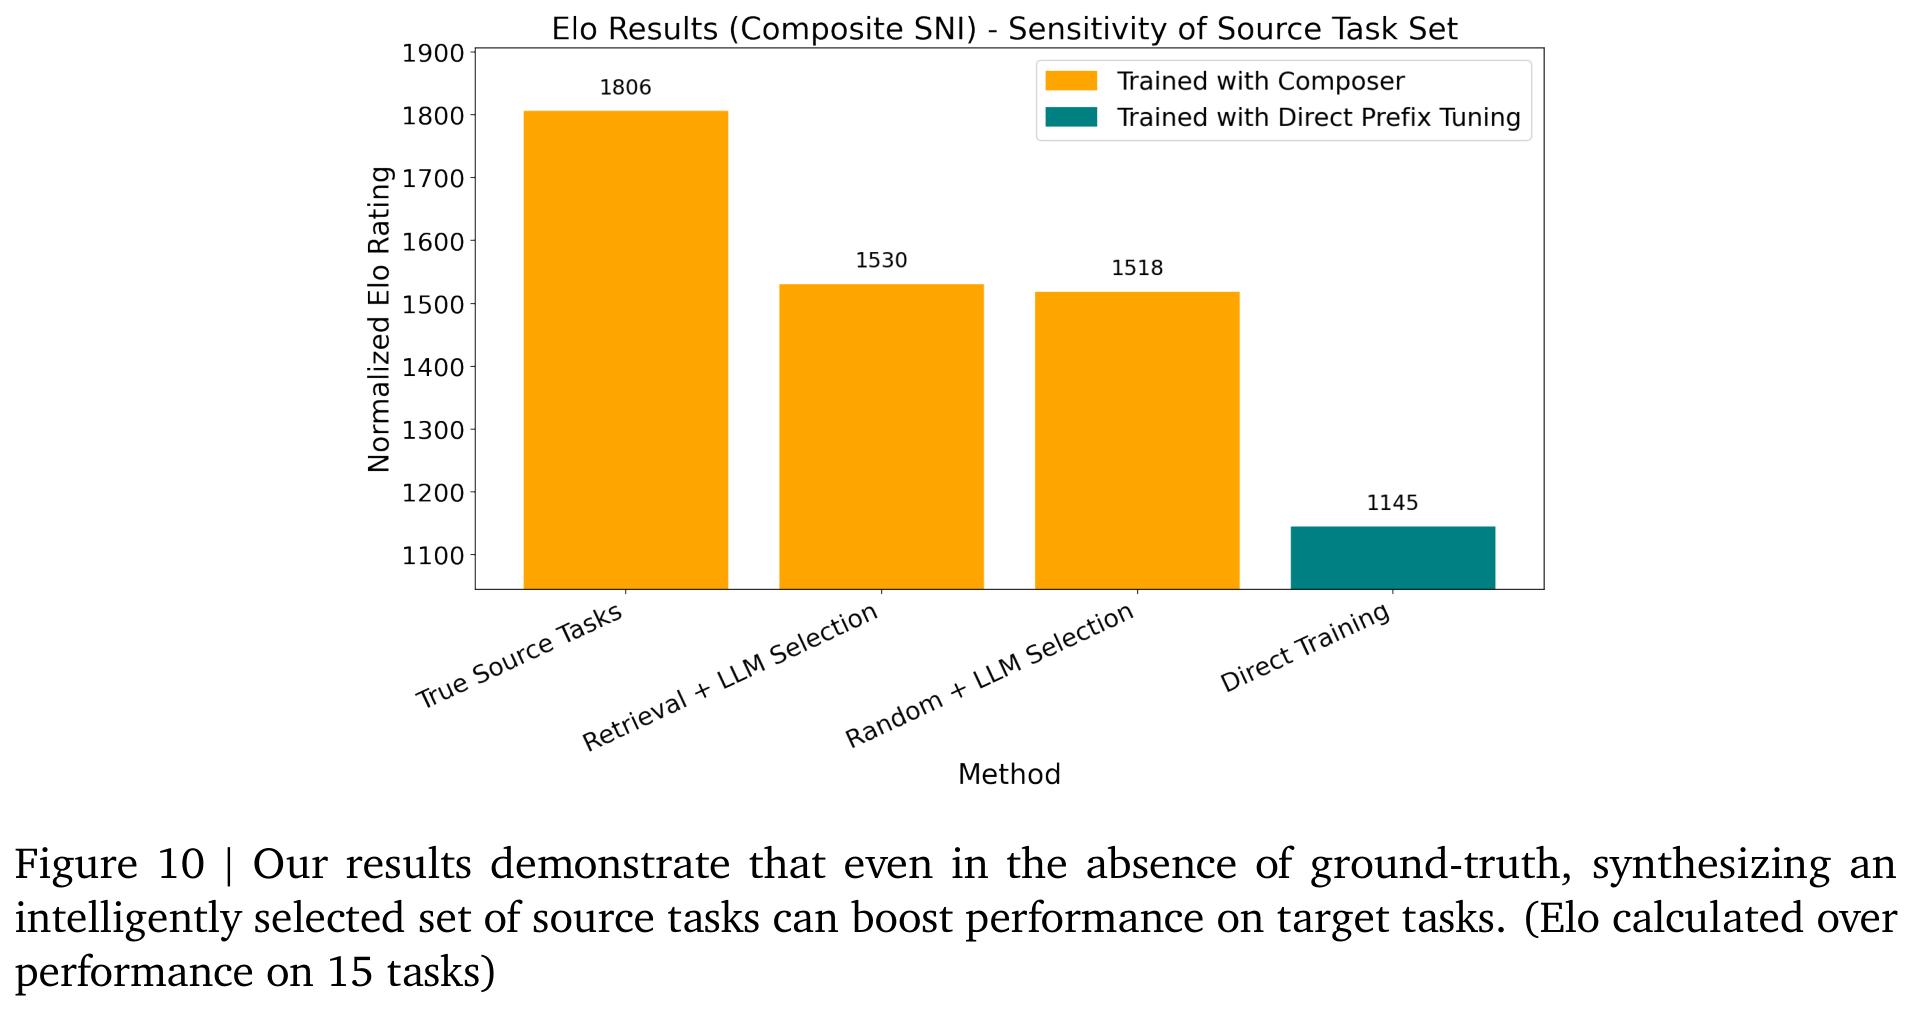 Elo Results (Composite SNI) - Sensitivity of Source Task Set
Trained with Composer
Trained with Direct Prefix Tuning
Normalized Elo Rating
1900
1800
1700
1600
1500
1400
1300
1200
1100
1806
1530
1518
1145
True Source Tasks
Retrieval + LLM Selection
Random + LLM Selection
Direct Training
Method
Figure 10 | Our results demonstrate that even in the absence of ground-truth, synthesizing an
intelligently selected set of source tasks can boost performance on target tasks. (Elo calculated over
performance on 15 tasks)